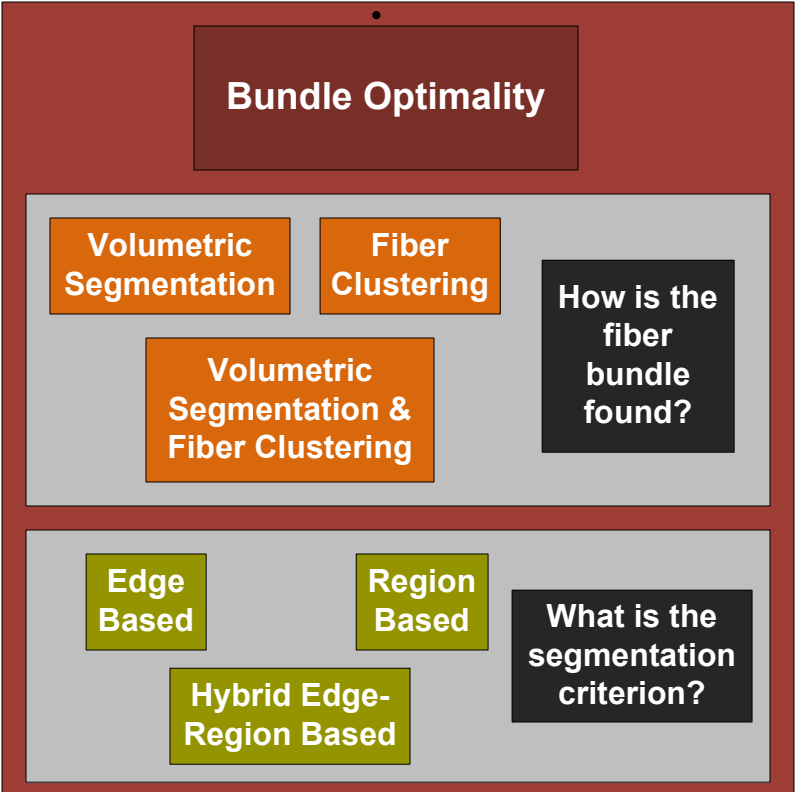 Bundle Optimality
Volumetric
Segmentation
Fiber
Clustering
Volumetric
Segmentation &
Fiber Clustering
How is the
fiber
bundle
found?
Edge
Based
Region
Based
Hybrid Edge-
Region Based
What is the
segmentation
criterion?